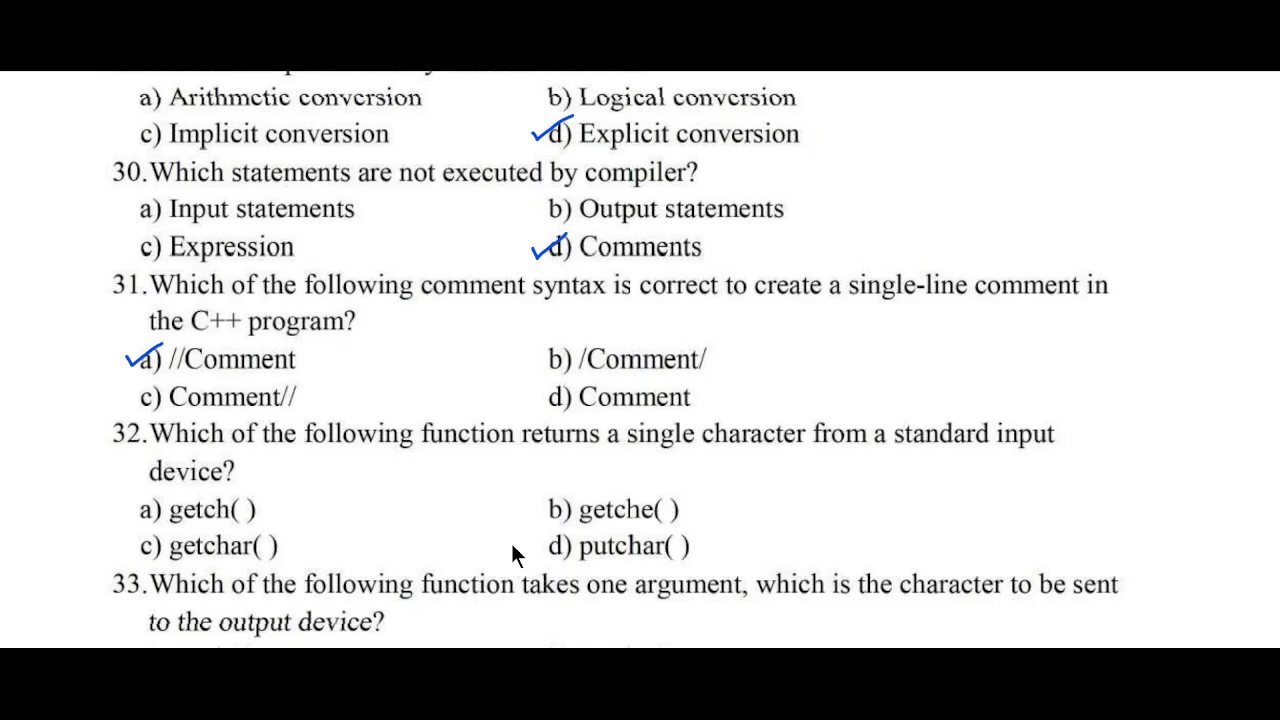 a) Arithmetic conversion b) Logical conversion
c) Implicit conversion d) Explicit conversion
30.Which statements are not executed by compiler?
a) Input statements b) Output statements
c) Expression d) Comments
31.Which of the following comment syntax is correct to create a single-line comment in
the C++ program?
a) //Comment b) /Comment/
c) Comment// d) Comment
32.Which of the following function returns a single character from a standard input
device?
a) getch( ) b) getche( )
c) getchar( ) d) putchar( )
33.Which of the following function takes one argument, which is the character to be sent
to the output device?